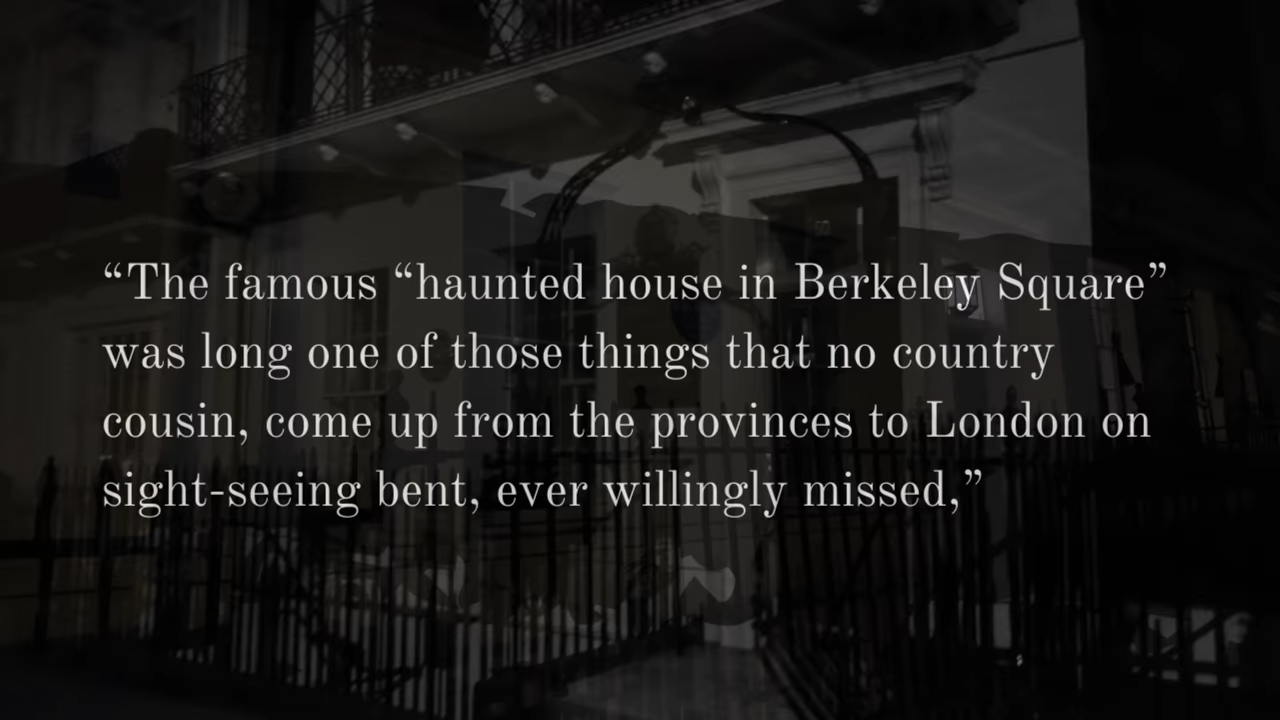 “The famous “haunted house in Berkeley Square”
was long one of those things that no country
cousin, come up from the provinces to London on
sight-seeing bent, ever willingly missed,”